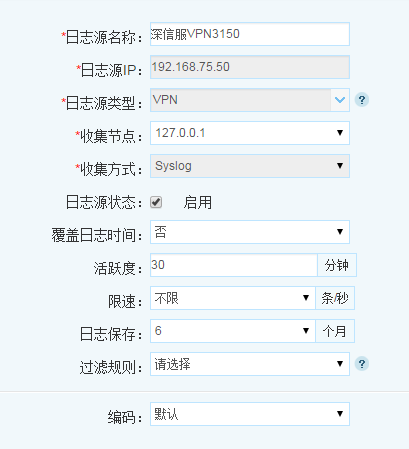 *日志源名称： 深信服VPN3150
*日志源IP： 192.168.75.50
*日志源类型： VPN ?
*收集节点： 127.0.0.1
*收集方式： Syslog
日志源状态： 启用
覆盖日志时间： 否
活跃度： 30 分钟
限速： 不限 条/秒
日志保存： 6 个月
过滤规则： 请选择 ?
编码： 默认